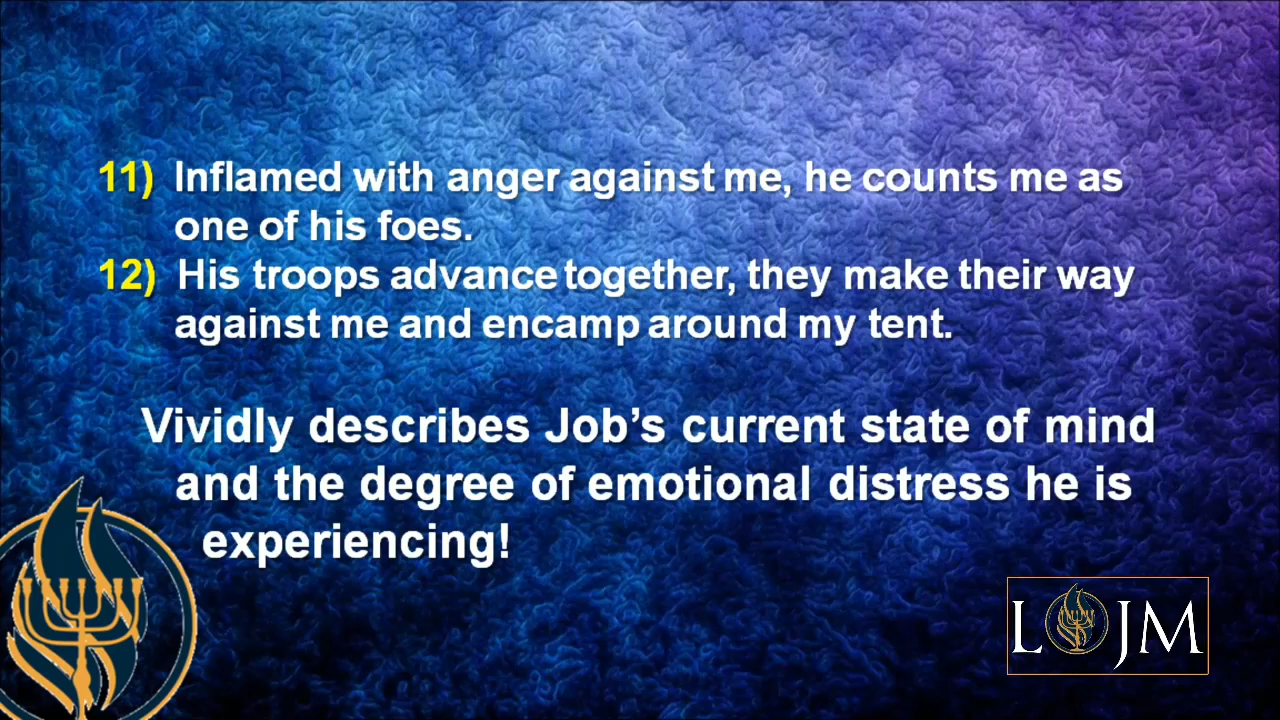 11) Inflamed with anger against me, he counts me as
one of his foes.
12) His troops advance together, they make their way
against me and encamp around my tent.
Vividly describes Job's current state of mind
and the degree of emotional distress he is
experiencing!
L JM